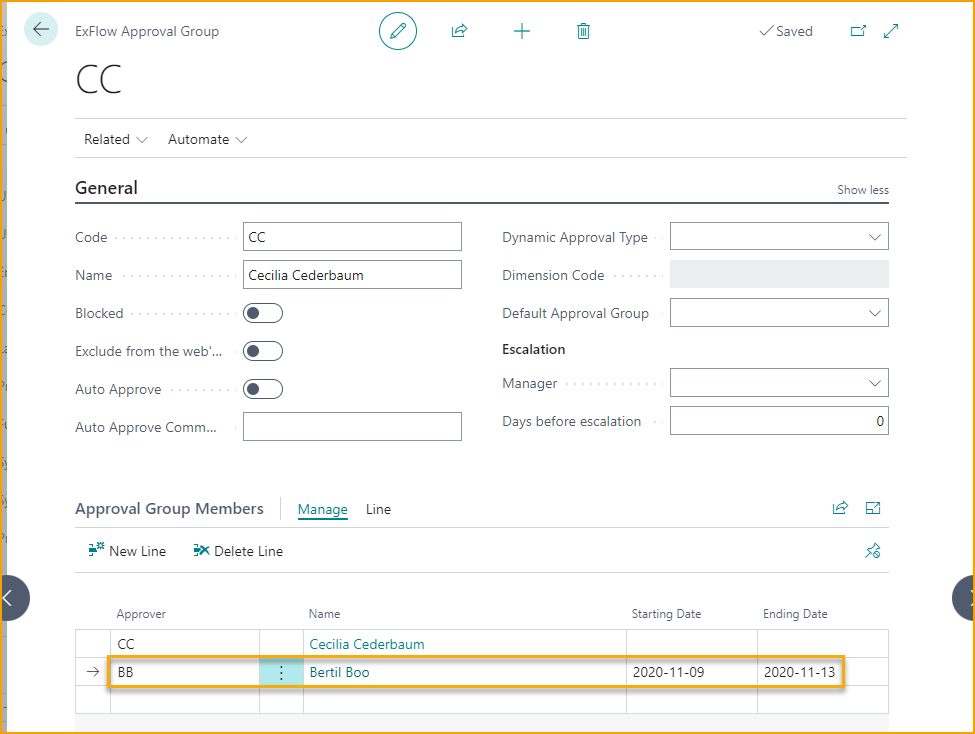 ExFlow Approval Group
Saved
CC
Related Automate
General
Show less
Code CC
Name Cecilia Cederbaum
Blocked
Exclude from the web'...
Auto Approve
Auto Approve Comm...
Dynamic Approval Type
Dimension Code
Default Approval Group
Escalation
Manager
Days before escalation 0
Approval Group Members Manage Line
New Line Delete Line
Approver Name Starting Date Ending Date
CC Cecilia Cederbaum
BB Bertil Boo 2020-11-09 2020-11-13